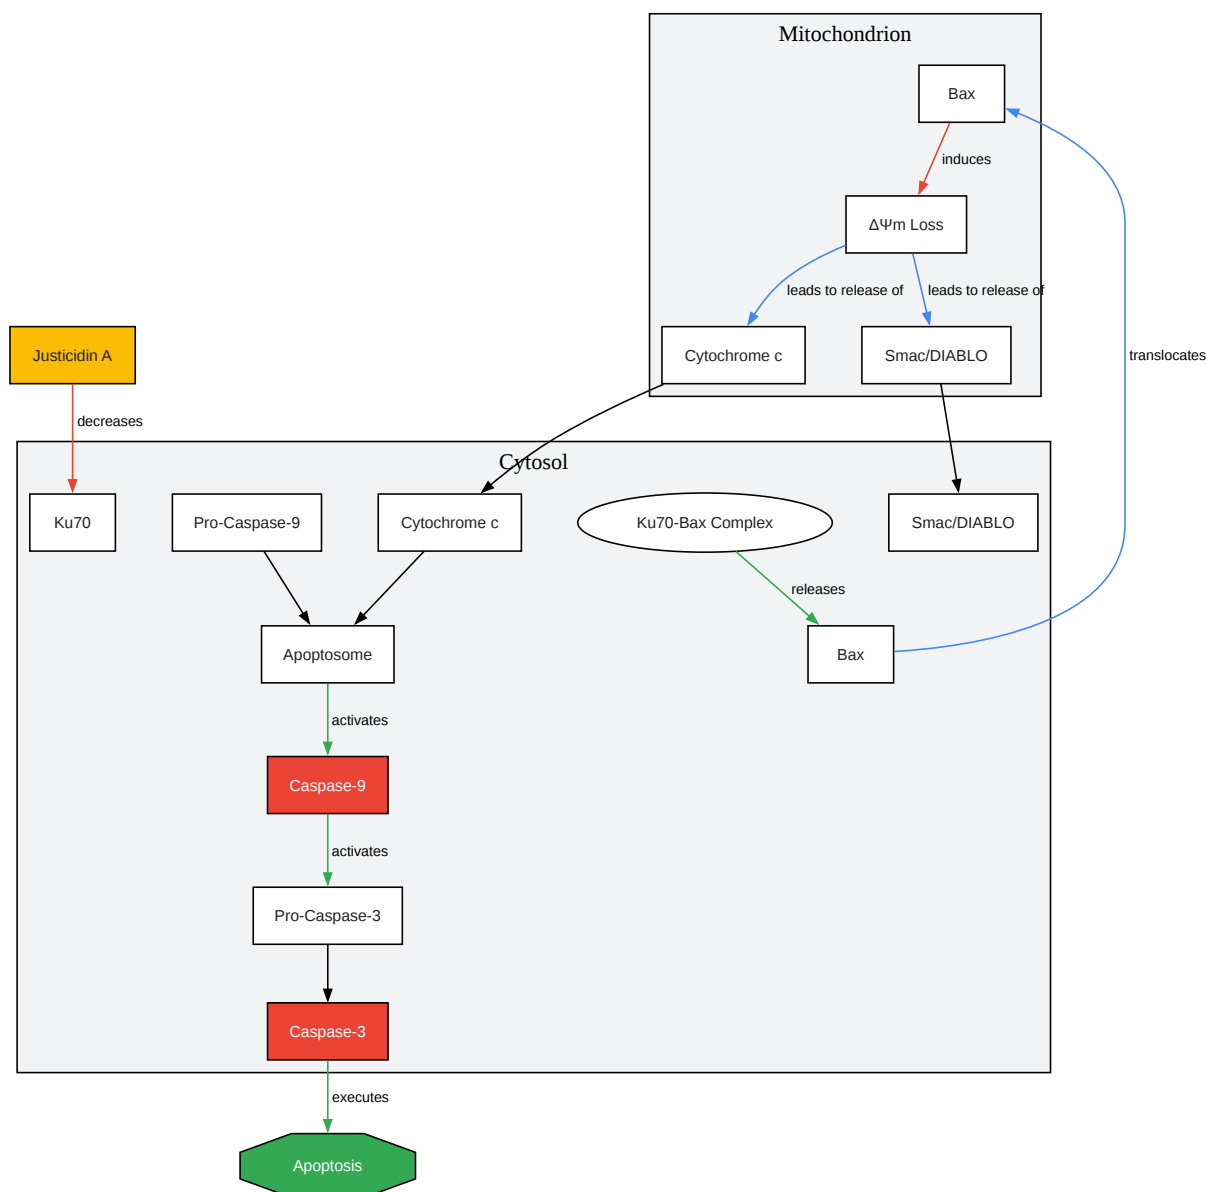 Mitochondrion
Bax
induces
ΔΨm Loss
leads to release of
leads to release of
Cytochrome c
Smac/DIABLO
translocates
Justicidin A
decreases
Cytosol
Ku70
Pro-Caspase-9
Cytochrome c
Ku70-Bax Complex
Smac/DIABLO
releases
Apoptosome
Bax
activates
Caspase-9
activates
Pro-Caspase-3
Caspase-3
executes
Apoptosis